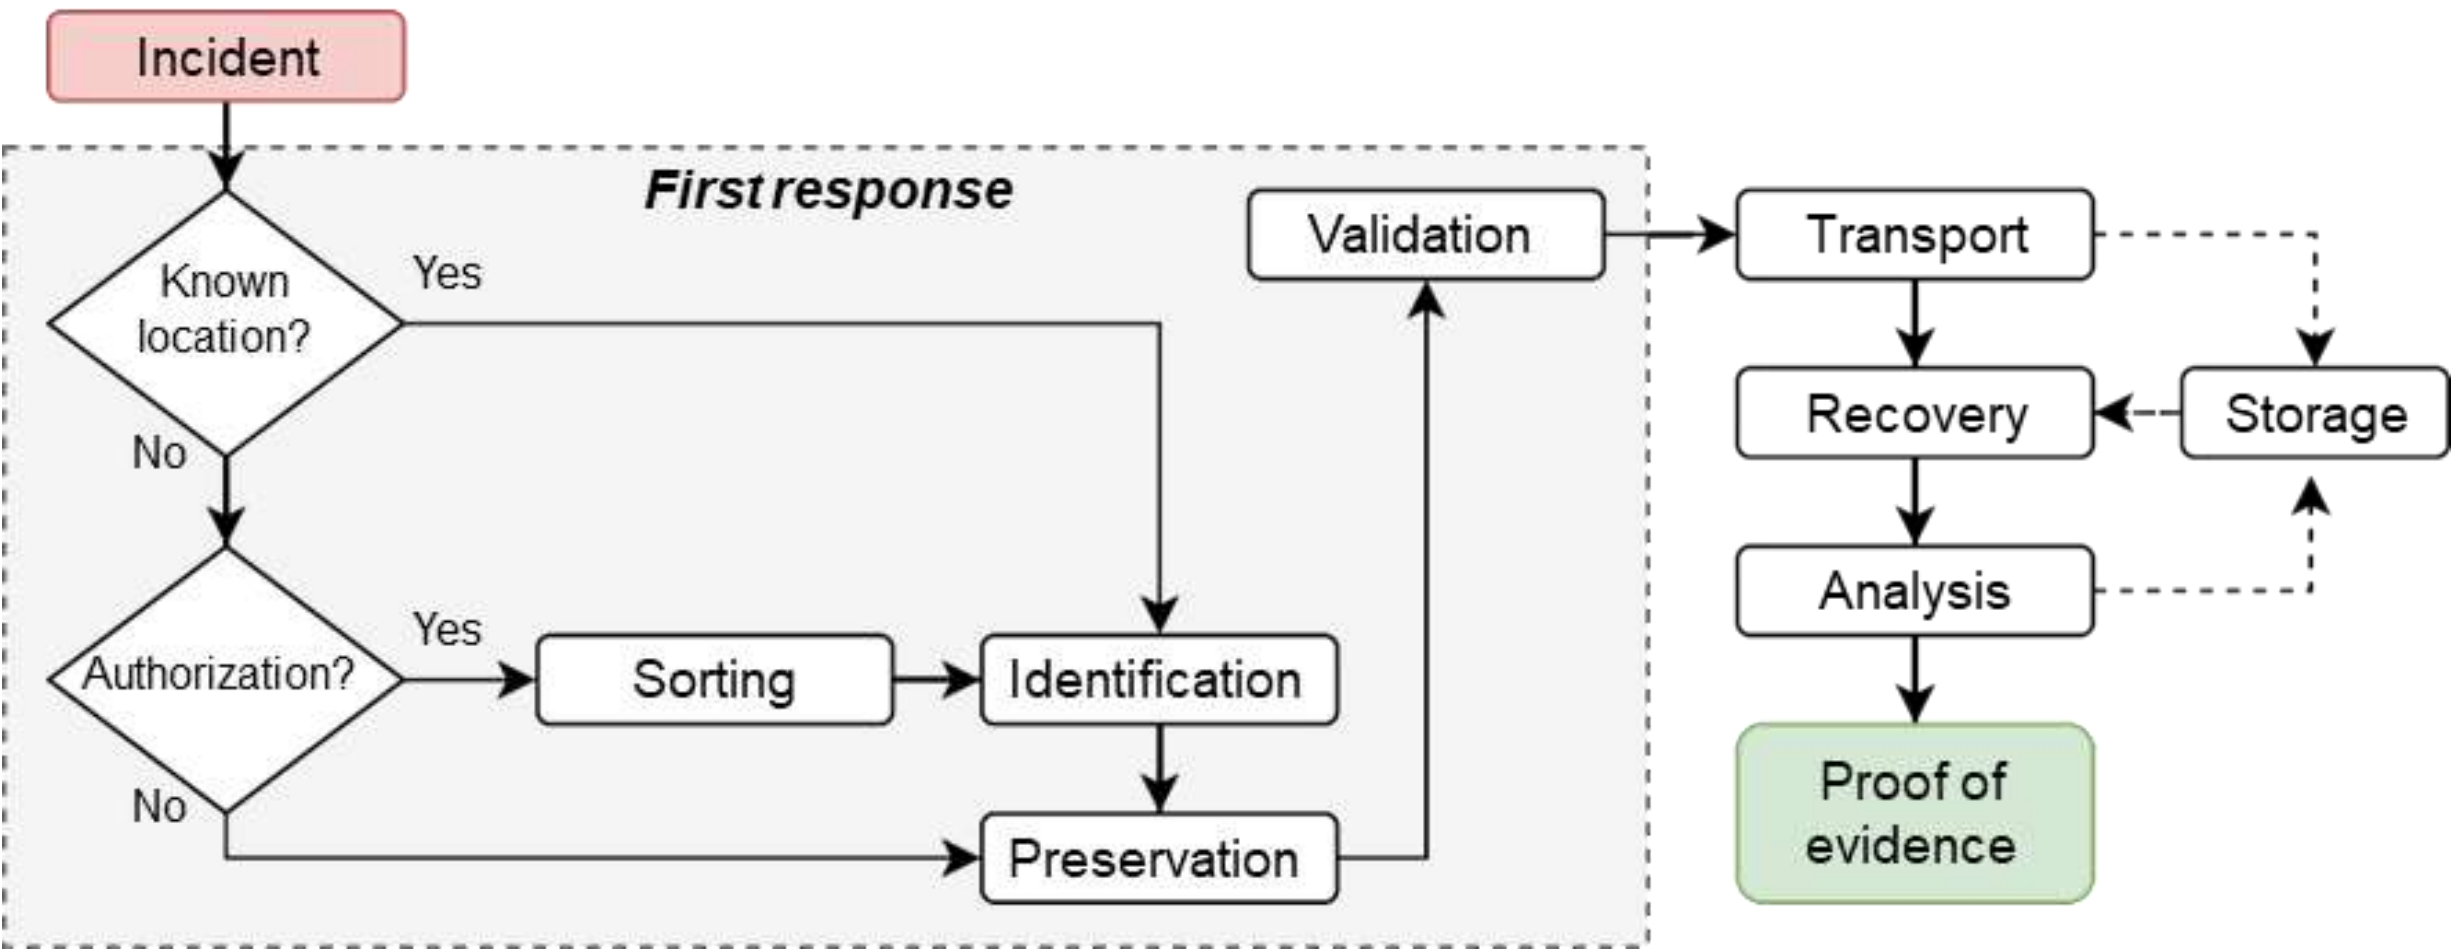 Incident
First response
Known
location?
Yes
No
Authorization?
Yes
No
Sorting
Identification
Preservation
Validation
Transport
Recovery
Storage
Analysis
Proof of
evidence